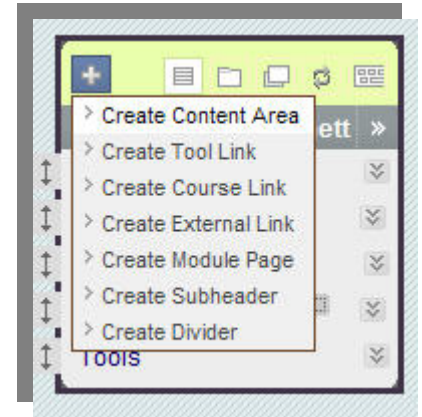 Create Content Area
ett »
Create Tool Link
Create Course Link
Create External Link
Create Module Page
Create Subheader
Create Divider
Tools